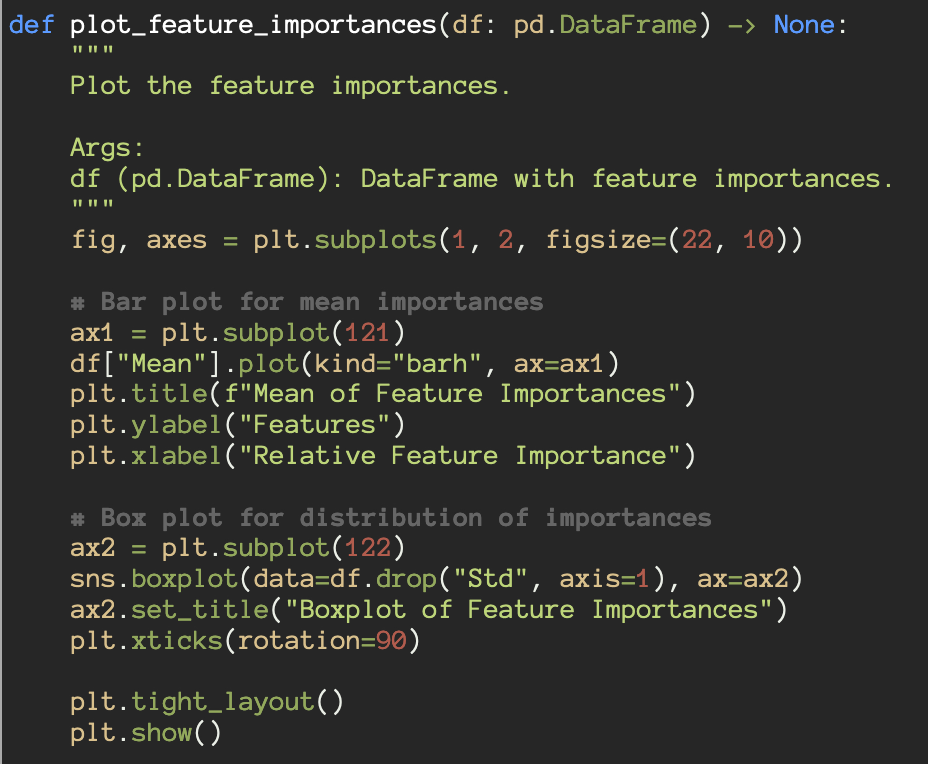 def plot_feature_importances(df: pd.DataFrame) -> None:
    """
    Plot the feature importances.

    Args:
    df (pd.DataFrame): DataFrame with feature importances.
    """
    fig, axes = plt.subplots(1, 2, figsize=(22, 10))

    # Bar plot for mean importances
    ax1 = plt.subplot(121)
    df["Mean"].plot(kind="barh", ax=ax1)
    plt.title(f"Mean of Feature Importances")
    plt.ylabel("Features")
    plt.xlabel("Relative Feature Importance")

    # Box plot for distribution of importances
    ax2 = plt.subplot(122)
    sns.boxplot(data=df.drop("Std", axis=1), ax=ax2)
    ax2.set_title("Boxplot of Feature Importances")
    plt.xticks(rotation=90)

    plt.tight_layout()
    plt.show()